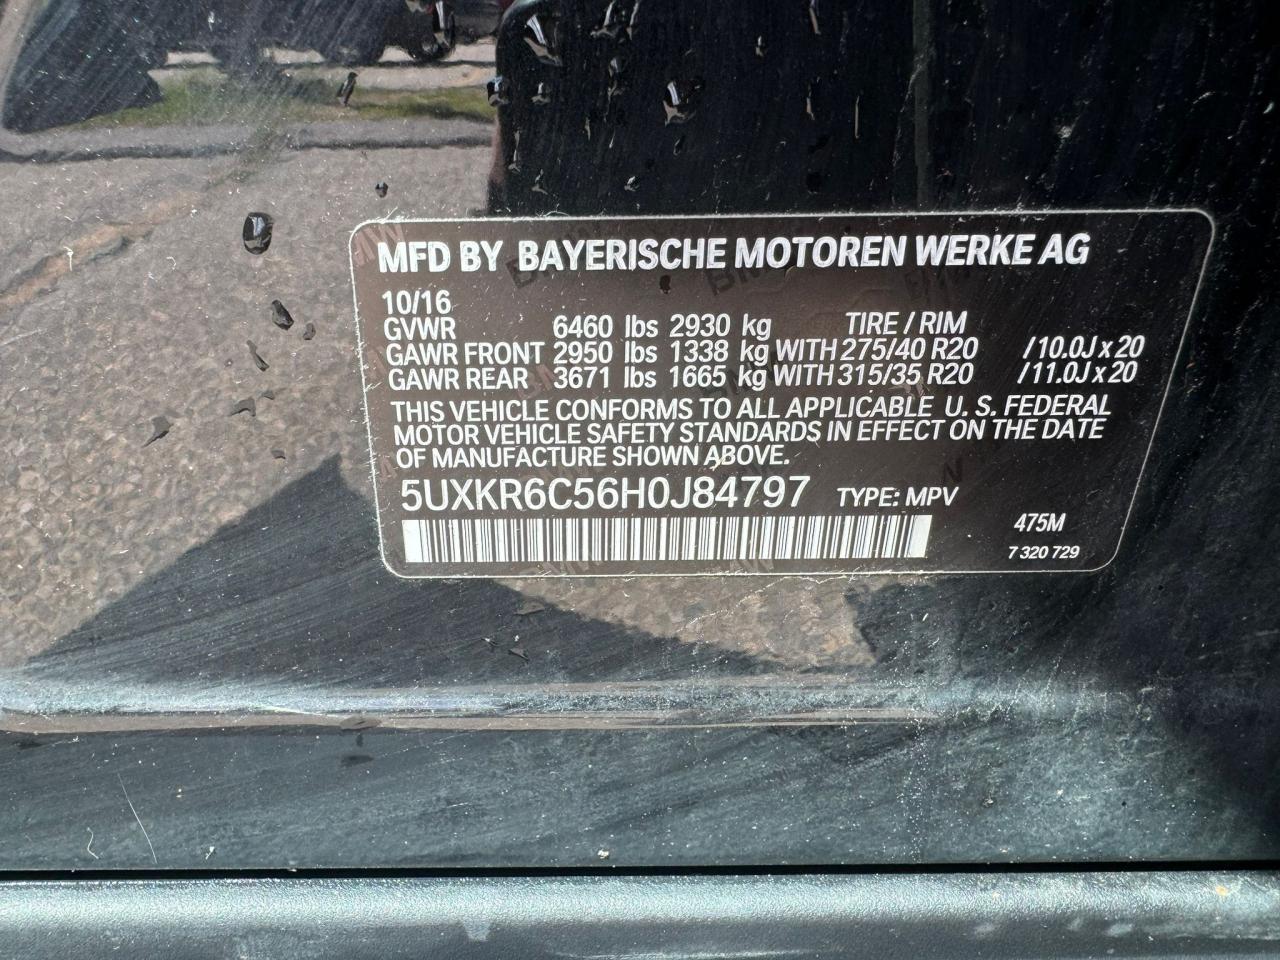 MFD BY BAYERISCHE MOTOREN WERKE AG
10/16
GVWR 6460 lbs 2930 kg TIRE / RIM
GAWR FRONT 2950 lbs 1338 kg WITH 275/40 R20 /10.0J x 20
GAWR REAR 3671 lbs 1665 kg WITH 315/35 R20 /11.0J x 20
THIS VEHICLE CONFORMS TO ALL APPLICABLE U. S. FEDERAL
MOTOR VEHICLE SAFETY STANDARDS IN EFFECT ON THE DATE
OF MANUFACTURE SHOWN ABOVE.
5UXKR6C56H0J84797 TYPE: MPV
475M
7 320 729